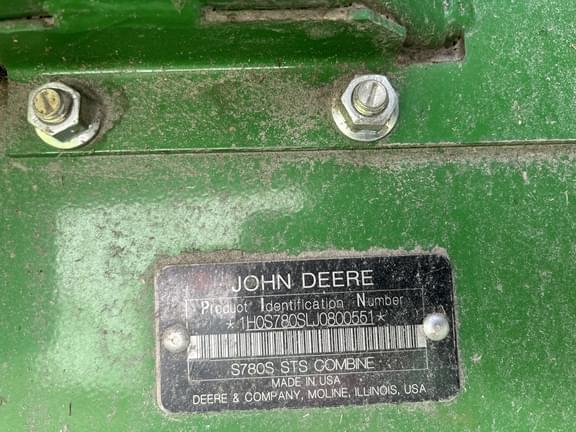 JOHN DEERE
Product Identification Number
*1H0S780SLJ0800551*
S780S STS COMBINE
MADE IN USA
DEERE & COMPANY, MOLINE, ILLINOIS, USA